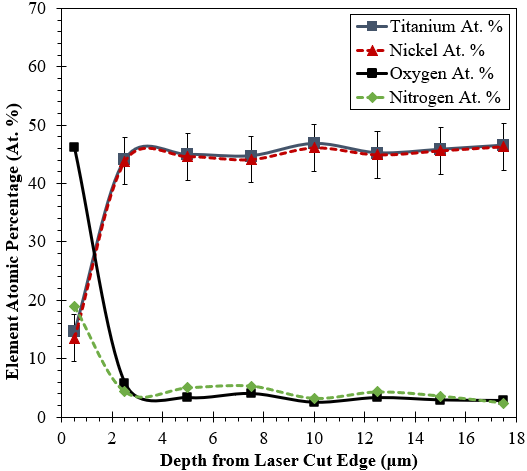 70
60
50
40
30
20
10
0
Element Atomic Percentage (At. %)
Titanium At. %
Nickel At. %
Oxygen At. %
Nitrogen At. %
0 2 4 6 8 10 12 14 16 18
Depth from Laser Cut Edge (µm)